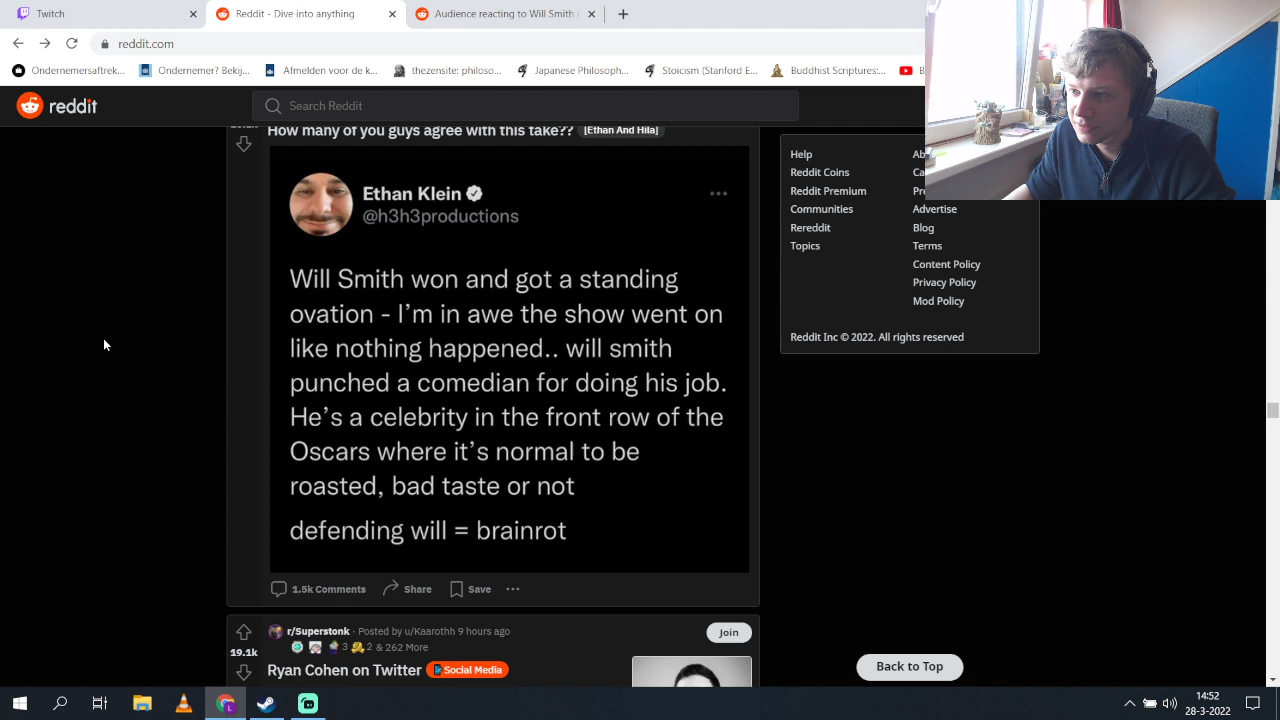 Twitch
Reddit - Dive into anything
Audience reacting to Will Smith
reddit.com
Ondernemersaftrek...
Ondernemer? Bekij...
Afmelden voor de k...
thezensite: philoso...
Japanese Philosoph...
Stoicism (Stanford E...
Buddhist Scriptures:...
reddit
Search Reddit
How many of you guys agree with this take?? [Ethan And Hila]
Ethan Klein
@h3h3productions
Will Smith won and got a standing
ovation - I'm in awe the show went on
like nothing happened.. will smith
punched a comedian for doing his job.
He's a celebrity in the front row of the
Oscars where it's normal to be
roasted, bad taste or not
defending will = brainrot
1.5k Comments
Share
Save
r/Superstonk • Posted by u/Kaarothh 9 hours ago
Join
3 2 & 262 More
19.1k
Ryan Cohen on Twitter Social Media
Help
Reddit Coins
Reddit Premium
Communities
Rereddit
Topics
Advertise
Blog
Terms
Content Policy
Privacy Policy
Mod Policy
Reddit Inc © 2022. All rights reserved
Back to Top
14:52
28-3-2022